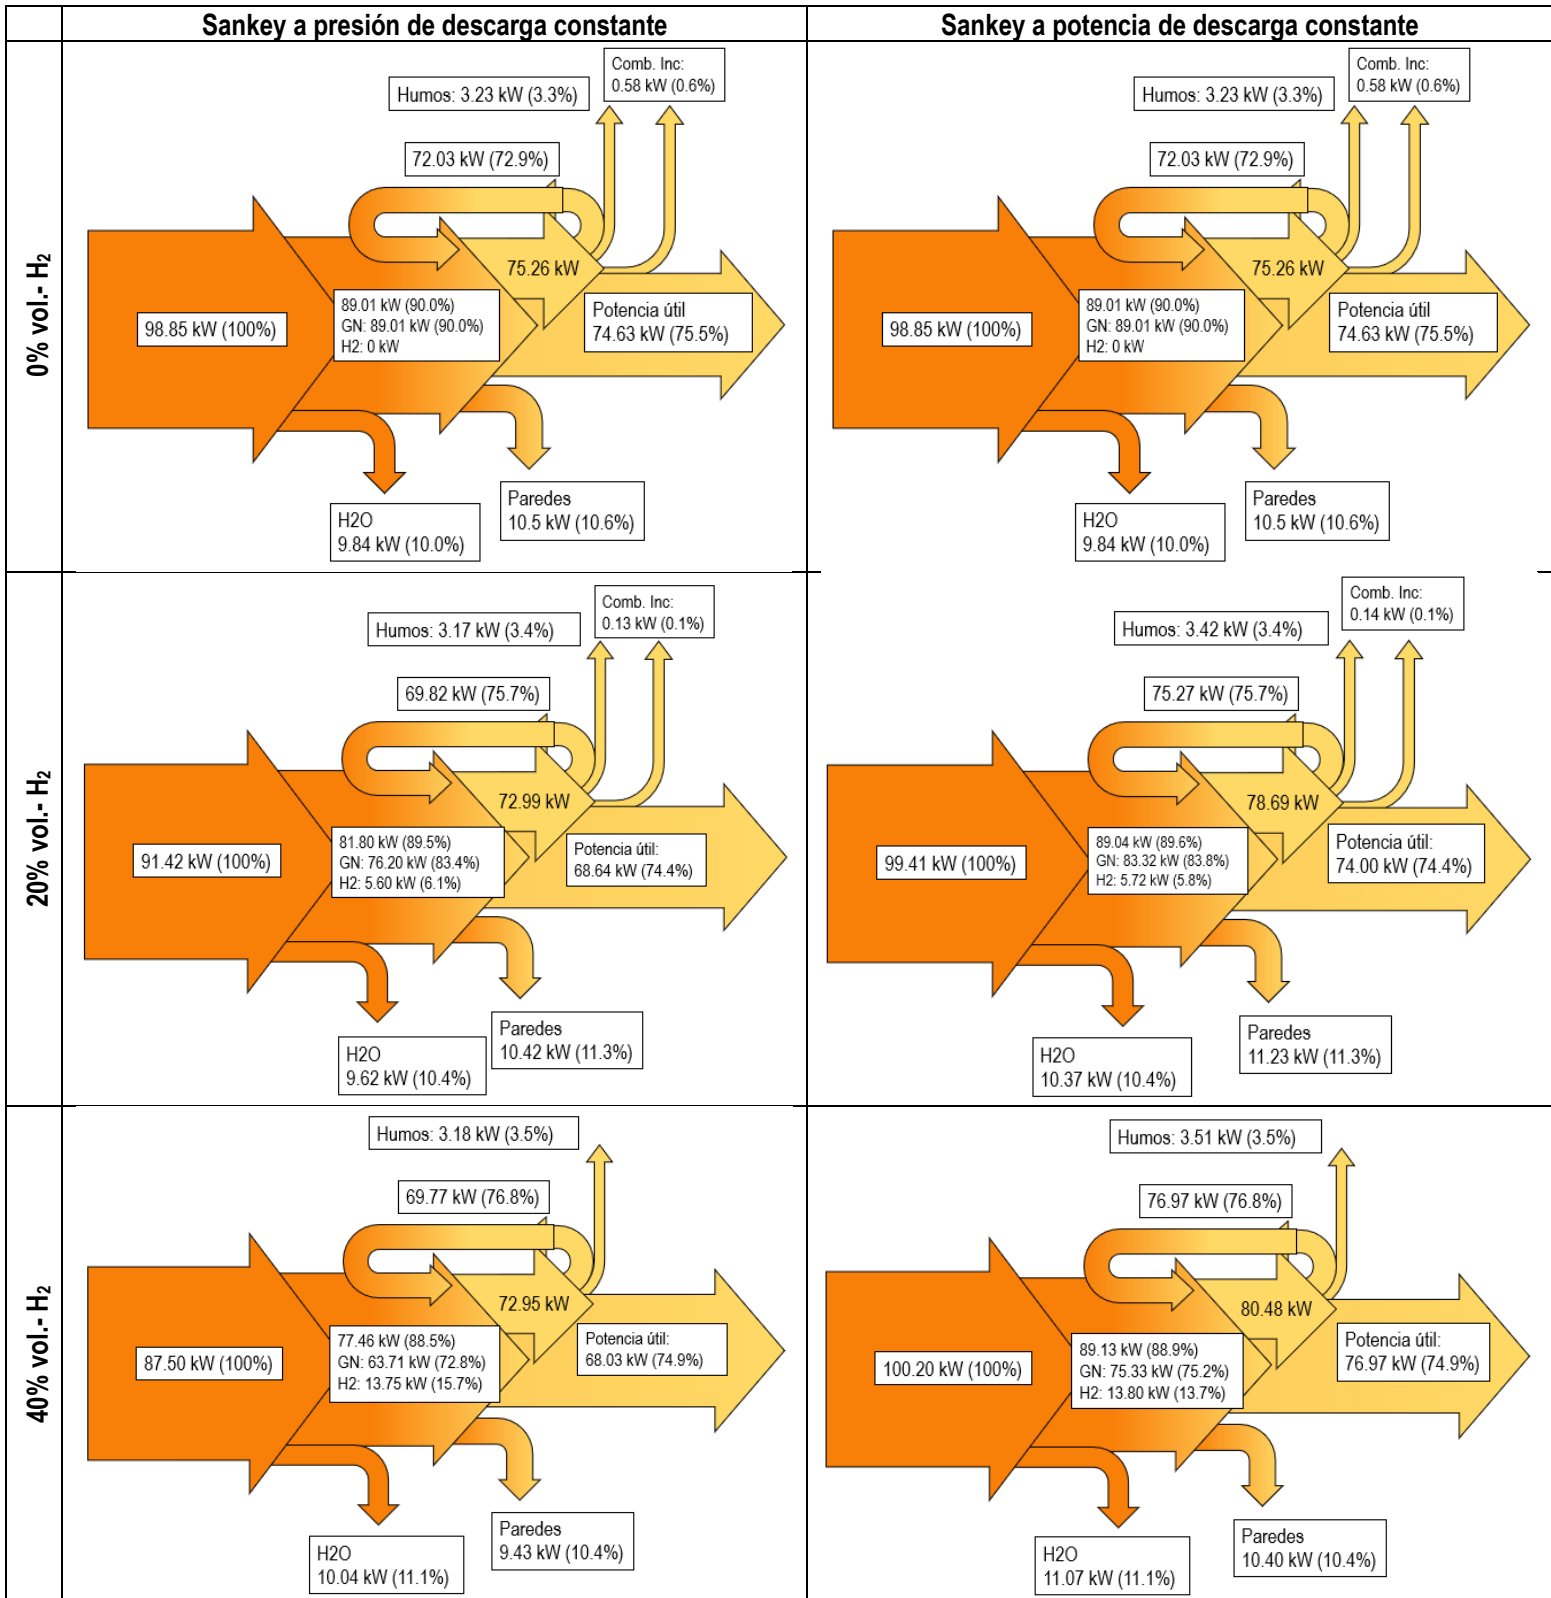 Sankey a presión de descarga constante
Sankey a potencia de descarga constante
0% vol.- H₂
Comb. Inc:
0.58 kW (0.6%)
Humos: 3.23 kW (3.3%)
72.03 kW (72.9%)
75.26 kW
98.85 kW (100%)
89.01 kW (90.0%)
GN: 89.01 kW (90.0%)
H2: 0 kW
Potencia útil
74.63 kW (75.5%)
Paredes
10.5 kW (10.6%)
H2O
9.84 kW (10.0%)
Comb. Inc:
0.58 kW (0.6%)
Humos: 3.23 kW (3.3%)
72.03 kW (72.9%)
75.26 kW
98.85 kW (100%)
89.01 kW (90.0%)
GN: 89.01 kW (90.0%)
H2: 0 kW
Potencia útil
74.63 kW (75.5%)
Paredes
10.5 kW (10.6%)
H2O
9.84 kW (10.0%)
20% vol.- H₂
Comb. Inc:
0.13 kW (0.1%)
Humos: 3.17 kW (3.4%)
69.82 kW (75.7%)
72.99 kW
91.42 kW (100%)
81.80 kW (89.5%)
GN: 76.20 kW (83.4%)
H2: 5.60 kW (6.1%)
Potencia útil:
68.64 kW (74.4%)
Paredes
10.42 kW (11.3%)
H2O
9.62 kW (10.4%)
Comb. Inc:
0.14 kW (0.1%)
Humos: 3.42 kW (3.4%)
75.27 kW (75.7%)
78.69 kW
99.41 kW (100%)
89.04 kW (89.6%)
GN: 83.32 kW (83.8%)
H2: 5.72 kW (5.8%)
Potencia útil:
74.00 kW (74.4%)
Paredes
11.23 kW (11.3%)
H2O
10.37 kW (10.4%)
40% vol.- H₂
Humos: 3.18 kW (3.5%)
69.77 kW (76.8%)
72.95 kW
87.50 kW (100%)
77.46 kW (88.5%)
GN: 63.71 kW (72.8%)
H2: 13.75 kW (15.7%)
Potencia útil:
68.03 kW (74.9%)
Paredes
9.43 kW (10.4%)
H2O
10.04 kW (11.1%)
Humos: 3.51 kW (3.5%)
76.97 kW (76.8%)
80.48 kW
100.20 kW (100%)
89.13 kW (88.9%)
GN: 75.33 kW (75.2%)
H2: 13.80 kW (13.7%)
Potencia útil:
76.97 kW (74.9%)
Paredes
10.40 kW (10.4%)
H2O
11.07 kW (11.1%)